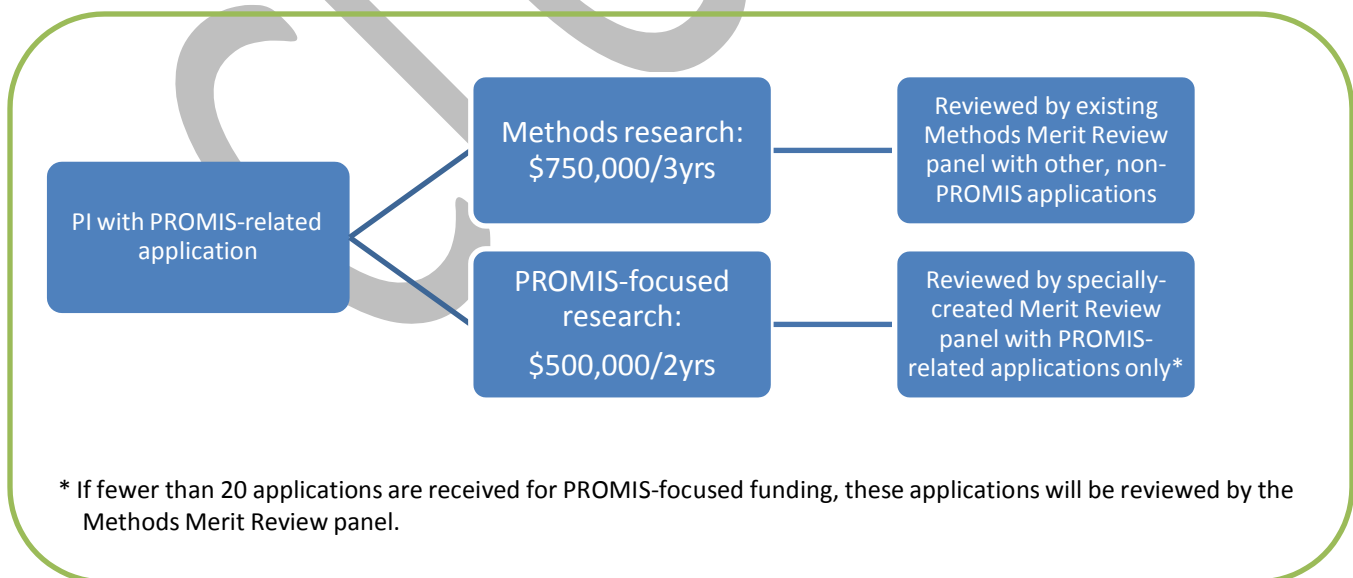 PI with PROMIS-related
application
Methods research:
$750,000/3yrs
Reviewed by existing
Methods Merit Review
panel with other, non-
PROMIS applications
PROMIS-focused
research:
$500,000/2yrs
Reviewed by specially-
created Merit Review
panel with PROMIS-
related applications only*
* If fewer than 20 applications are received for PROMIS-focused funding, these applications will be reviewed by the
Methods Merit Review panel.